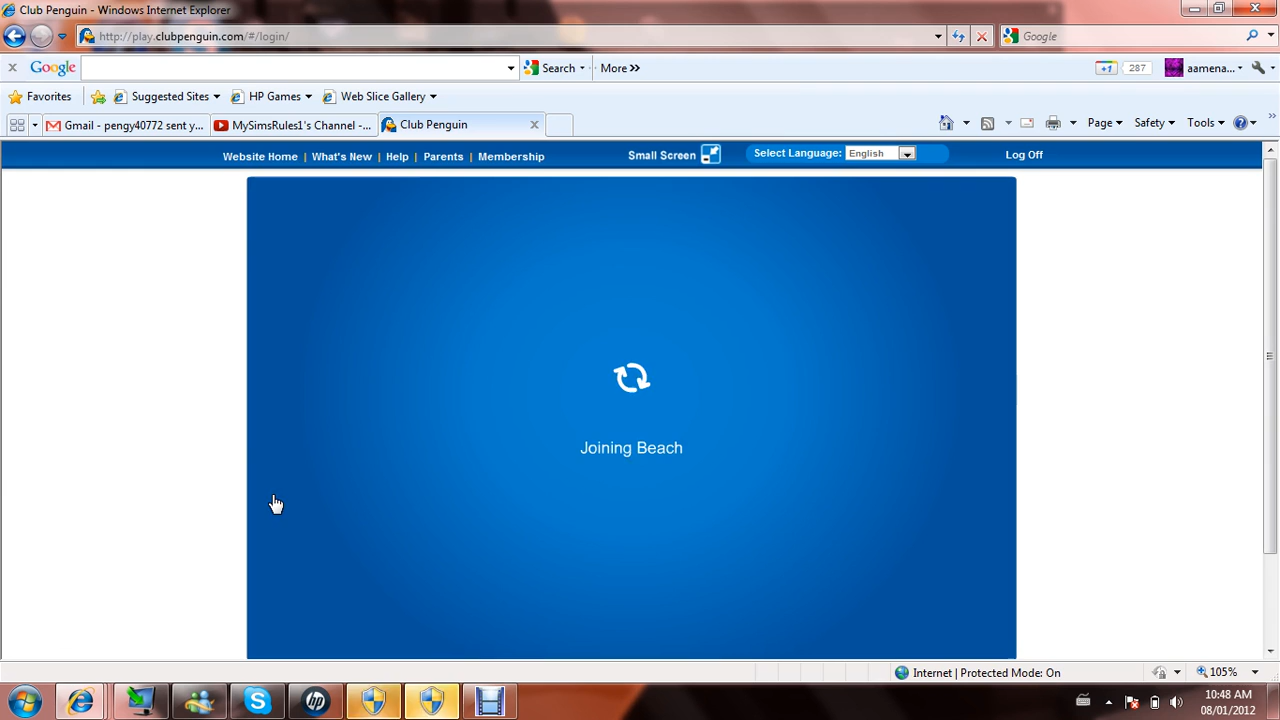 Club Penguin - Windows Internet Explorer
http://play.clubpenguin.com/#/login/
Google
Google
Search
More »
+1
287
aamena...
Favorites
Suggested Sites
HP Games
Web Slice Gallery
Gmail - pengy40772 sent y...
MySimsRules1's Channel -...
Club Penguin
Page
Safety
Tools
Website Home | What's New | Help | Parents | Membership
Small Screen
Select Language: English
Log Off
Joining Beach
Internet | Protected Mode: On
105%
10:48 AM
08/01/2012